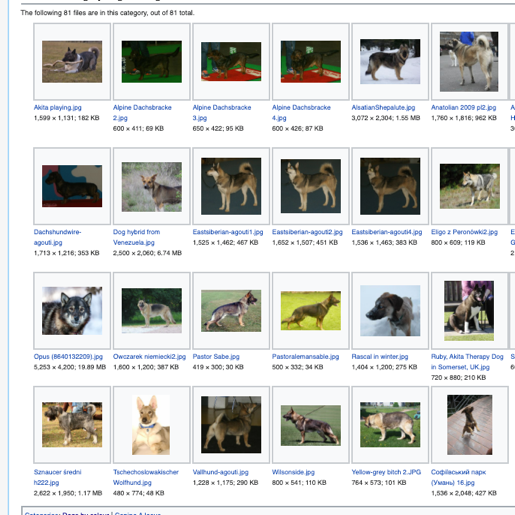 The following 81 files are in this category, out of 81 total.
Akita playing.jpg
1,599 × 1,131; 182 KB
Alpine Dachsbracke
2.jpg
600 × 411; 69 KB
Alpine Dachsbracke
3.jpg
650 × 422; 95 KB
Alpine Dachsbracke
4.jpg
600 × 426; 87 KB
AlsatianShepalute.jpg
3,072 × 2,304; 1.55 MB
Anatolian 2009 pl2.jpg
1,760 × 1,816; 962 KB
Dachshundwire-
agouti.jpg
1,713 × 1,216; 353 KB
Dog hybrid from
Venezuela.jpg
2,500 × 2,060; 6.74 MB
Eastsiberian-agouti1.jpg
1,525 × 1,462; 467 KB
Eastsiberian-agouti2.jpg
1,652 × 1,507; 451 KB
Eastsiberian-agouti4.jpg
1,536 × 1,463; 383 KB
Eligo z Peronówki2.jpg
800 × 609; 119 KB
Opus (8640132209).jpg
5,253 × 4,200; 19.89 MB
Owczarek niemiecki2.jpg
1,600 × 1,200; 387 KB
Pastor Sabe.jpg
419 × 300; 30 KB
Pastoralemansable.jpg
500 × 332; 34 KB
Rascal in winter.jpg
1,404 × 1,200; 275 KB
Ruby, Akita Therapy Dog
in Somerset, UK.jpg
720 × 880; 210 KB
Sznaucer średni
h222.jpg
2,622 × 1,950; 1.17 MB
Tschechoslowakischer
Wolfhund.jpg
480 × 774; 48 KB
Vallhund-agouti.jpg
1,228 × 1,175; 290 KB
Wilsonside.jpg
800 × 541; 110 KB
Yellow-grey bitch 2.JPG
764 × 573; 101 KB
Софіївський парк
(Умань) 16.jpg
1,536 × 2,048; 427 KB